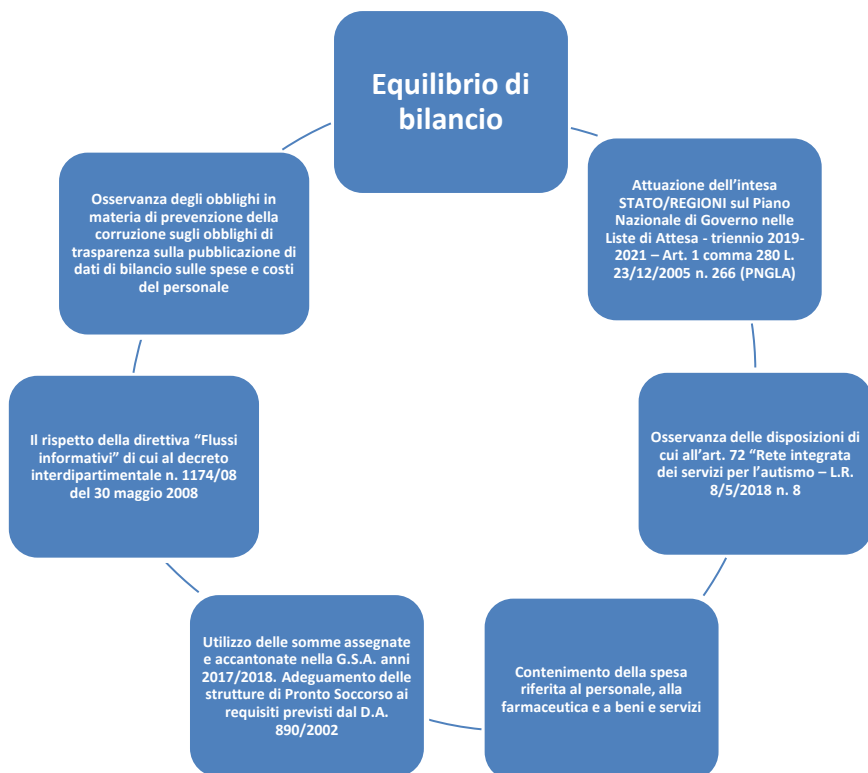 Equilibrio di
bilancio
Attuazione dell’intesa
STATO/REGIONI sul Piano
Nazionale di Governo nelle
Liste di Attesa - triennio 2019-
2021 – Art. 1 comma 280 L.
23/12/2005 n. 266 (PNGLA)
Osservanza delle disposizioni di
cui all’art. 72 “Rete integrata
dei servizi per l’autismo – L.R.
8/5/2018 n. 8
Contenimento della spesa
riferita al personale, alla
farmaceutica e a beni e servizi
Utilizzo delle somme assegnate
e accantonate nella G.S.A. anni
2017/2018. Adeguamento delle
strutture di Pronto Soccorso ai
requisiti previsti dal D.A.
890/2002
Il rispetto della direttiva “Flussi
informativi” di cui al decreto
interdipartimentale n. 1174/08
del 30 maggio 2008
Osservanza degli obblighi in
materia di prevenzione della
corruzione sugli obblighi di
trasparenza sulla pubblicazione di
dati di bilancio sulle spese e costi
del personale